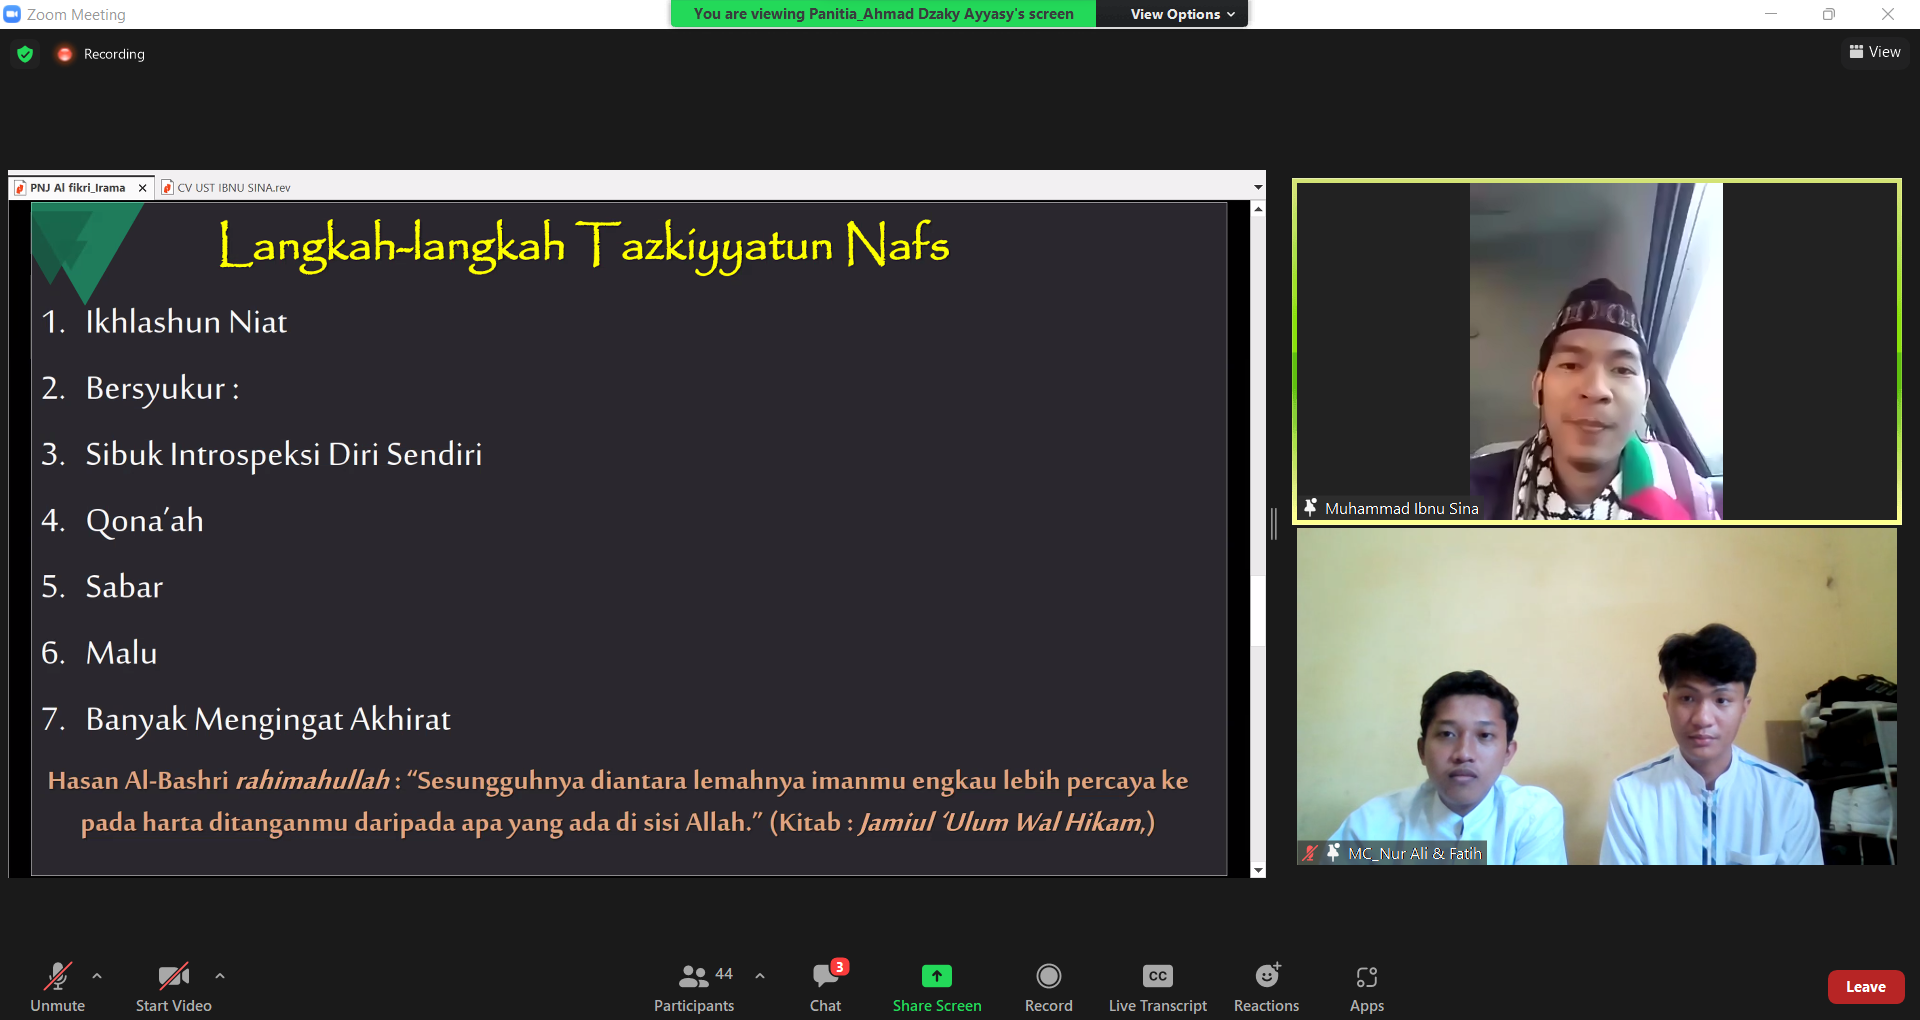 Zoom Meeting
You are viewing Panitia_Ahmad Dzaky Ayyasy's screen
View Options
Recording
View
PNJ Al fikri_Irama
CV UST IBNU SINA.rev
Langkah-langkah Tazkiyyatun Nafs
1. Ikhlashun Niat
2. Bersyukur :
3. Sibuk Introspeksi Diri Sendiri
4. Qona’ah
5. Sabar
6. Malu
7. Banyak Mengingat Akhirat
Hasan Al-Bashri rahimahullah : “Sesungguhnya diantara lemahnya imanmu engkau lebih percaya ke
pada harta ditanganmu daripada apa yang ada di sisi Allah.” (Kitab : Jamiul ‘Ulum Wal Hikam,)
Muhammad Ibnu Sina
MC_Nur Ali & Fatih
Unmute
Start Video
44
Participants
3
Chat
Share Screen
Record
CC
Live Transcript
Reactions
Apps
Leave